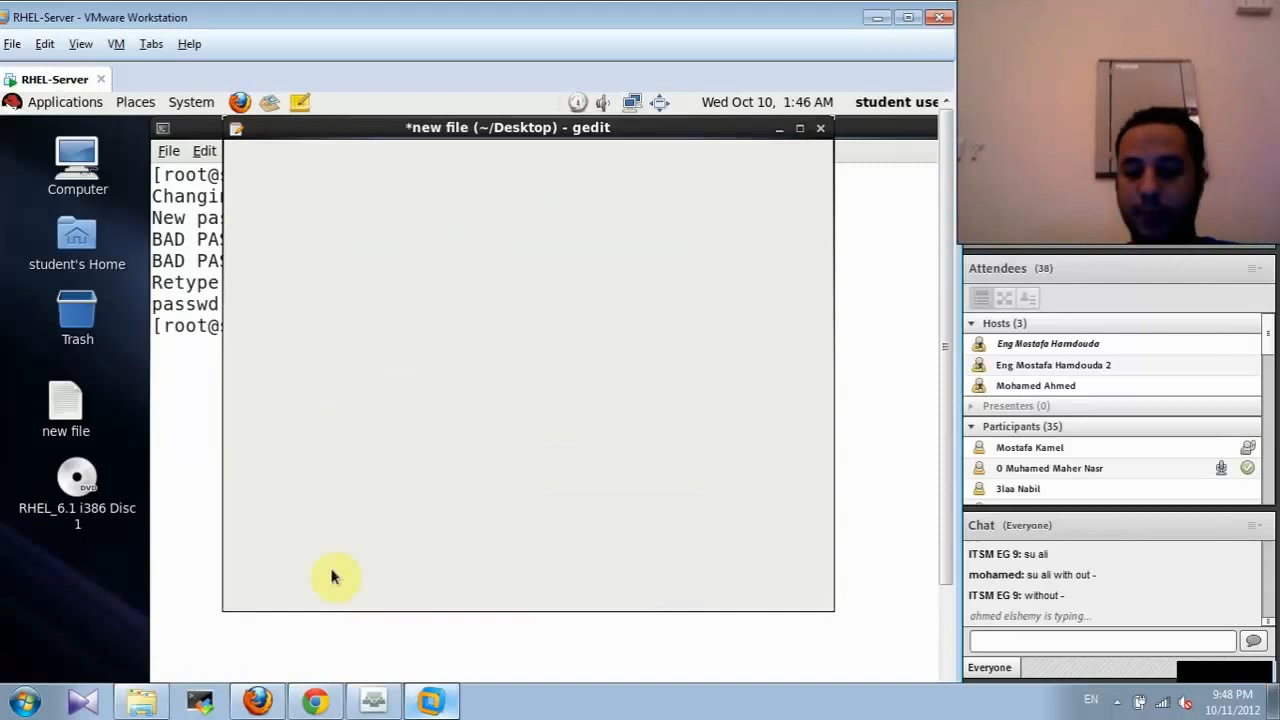 RHEL-Server - VMware Workstation
File Edit View VM Tabs Help
RHEL-Server
Applications Places System Wed Oct 10, 1:46 AM student use
*new file (~/Desktop) - gedit
File Edit
[root@s
Changin
New pas
BAD PAS
BAD PAS
Retype
passwd
[root@s
Computer
student's Home
Trash
new file
DVD
RHEL_6.1 i386 Disc
1
Attendees (38)
Hosts (3)
Eng Mostafa Hamdouda
Eng Mostafa Hamdouda 2
Mohamed Ahmed
Presenters (0)
Participants (35)
Mostafa Kamel
0 Muhamed Maher Nasr
3laa Nabil
Chat (Everyone)
ITSM EG 9: su ali
mohamed: su ali with out -
ITSM EG 9: without -
ahmed elshemy is typing...
Everyone
EN
9:48 PM
10/11/2012